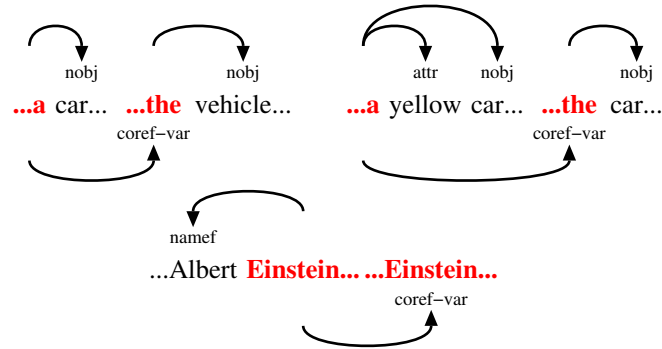 nobj nobj attr nobj nobj
...a car... ...the vehicle... ...a yellow car... ...the car...
coref−var coref−var
namef
...Albert Einstein... ...Einstein...
coref−var